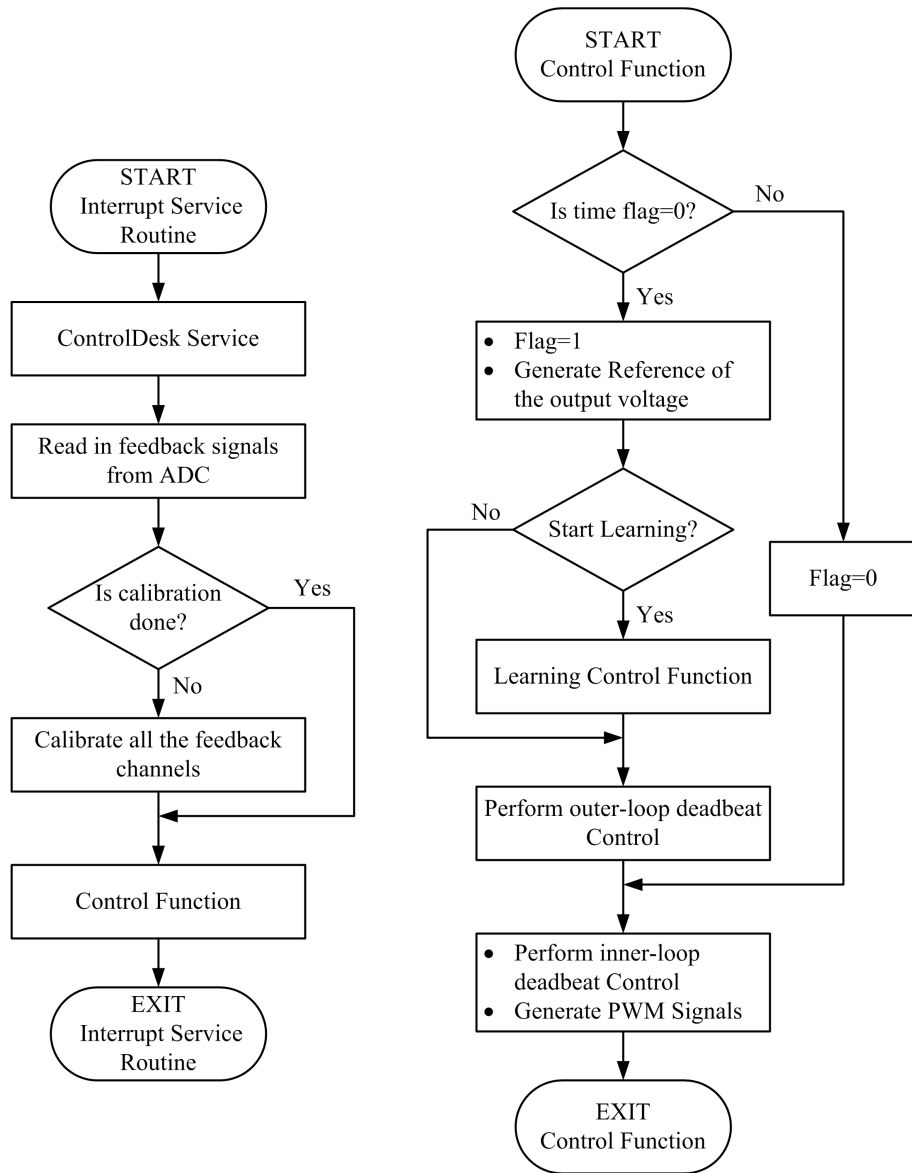 START
Interrupt Service
Routine
ControlDesk Service
Read in feedback signals
from ADC
Is calibration
done?
Yes
No
Calibrate all the feedback
channels
Control Function
EXIT
Interrupt Service
Routine
START
Control Function
Is time flag=0?
No
Yes
• Flag=1
• Generate Reference of
the output voltage
Start Learning?
No
Yes
Flag=0
Learning Control Function
Perform outer-loop deadbeat
Control
• Perform inner-loop
deadbeat Control
• Generate PWM Signals
EXIT
Control Function